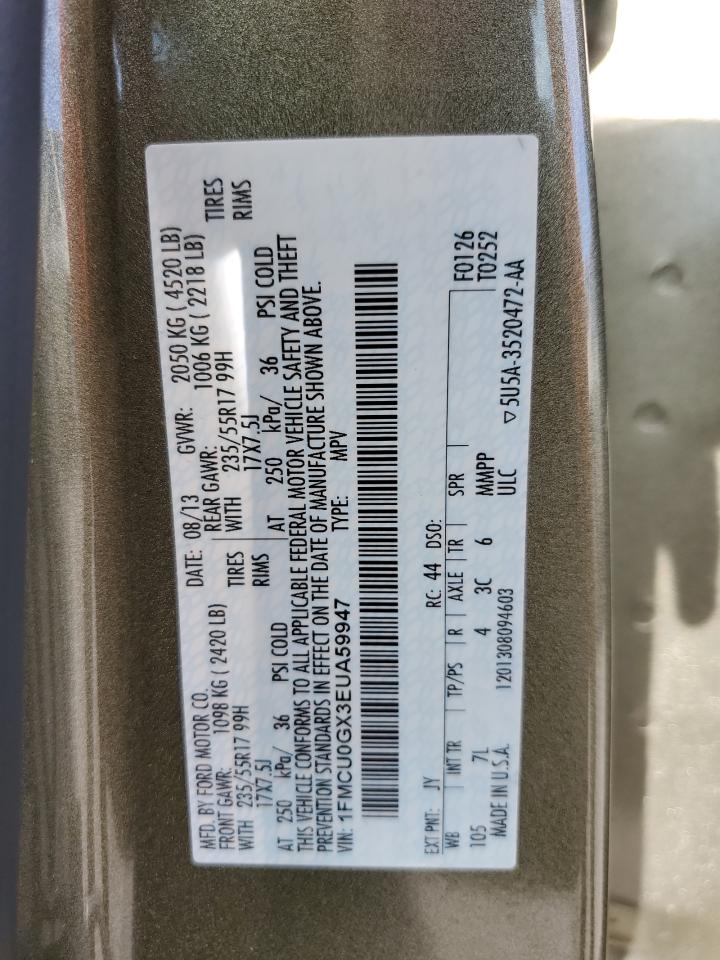 MFD. BY FORD MOTOR CO.
DATE: 08/13 GVWR: 2050 KG ( 4520 LB)
FRONT GAWR: 1098 KG ( 2420 LB) REAR GAWR: 1006 KG ( 2218 LB)
WITH 235/55R17 99H TIRES WITH 235/55R17 99H TIRES
17X7.5J RIMS 17X7.5J RIMS
AT 250 kPa/ 36 PSI COLD AT 250 kPa/ 36 PSI COLD
THIS VEHICLE CONFORMS TO ALL APPLICABLE FEDERAL MOTOR VEHICLE SAFETY AND THEFT
PREVENTION STANDARDS IN EFFECT ON THE DATE OF MANUFACTURE SHOWN ABOVE.
VIN: 1FMCU0GX3EUA59947 TYPE: MPV
EXT PNT: JY RC: 44 DSO:
WB INT TR TP/PS R AXLE TR SPR F0126
105 7L 4 3C 6 MMPP T0252
MADE IN U.S.A. 1201308094603 ULC ▽ 5U5A-3520472-AA